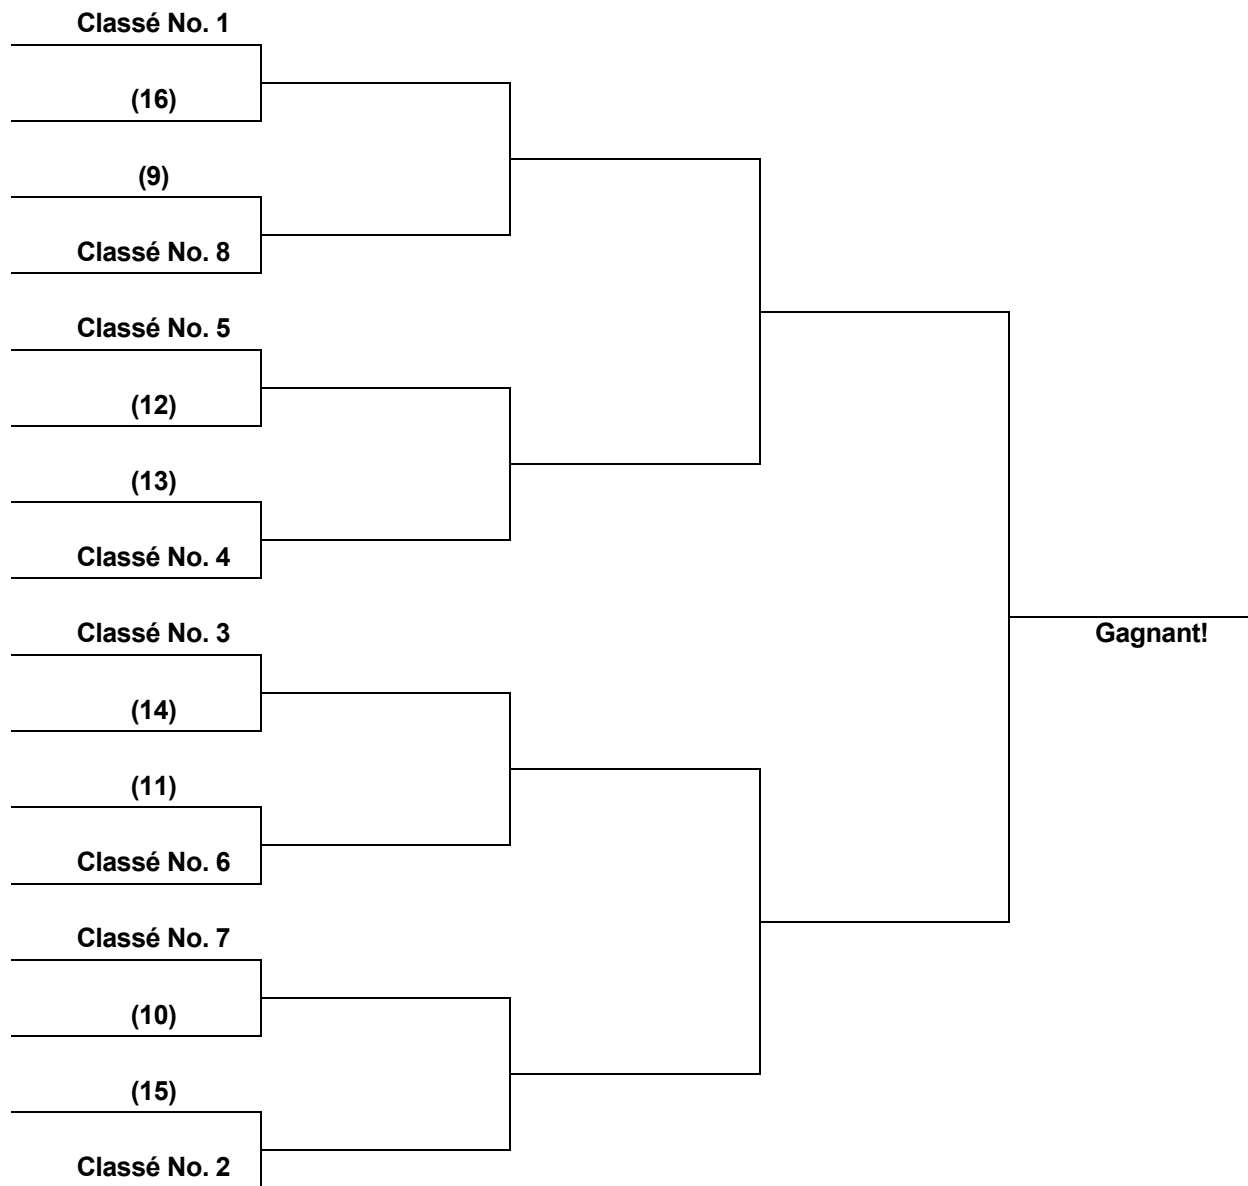 Classé No. 1
(16)
(9)
Classé No. 8
Classé No. 5
(12)
(13)
Classé No. 4
Classé No. 3
(14)
(11)
Classé No. 6
Classé No. 7
(10)
(15)
Classé No. 2
Gagnant!